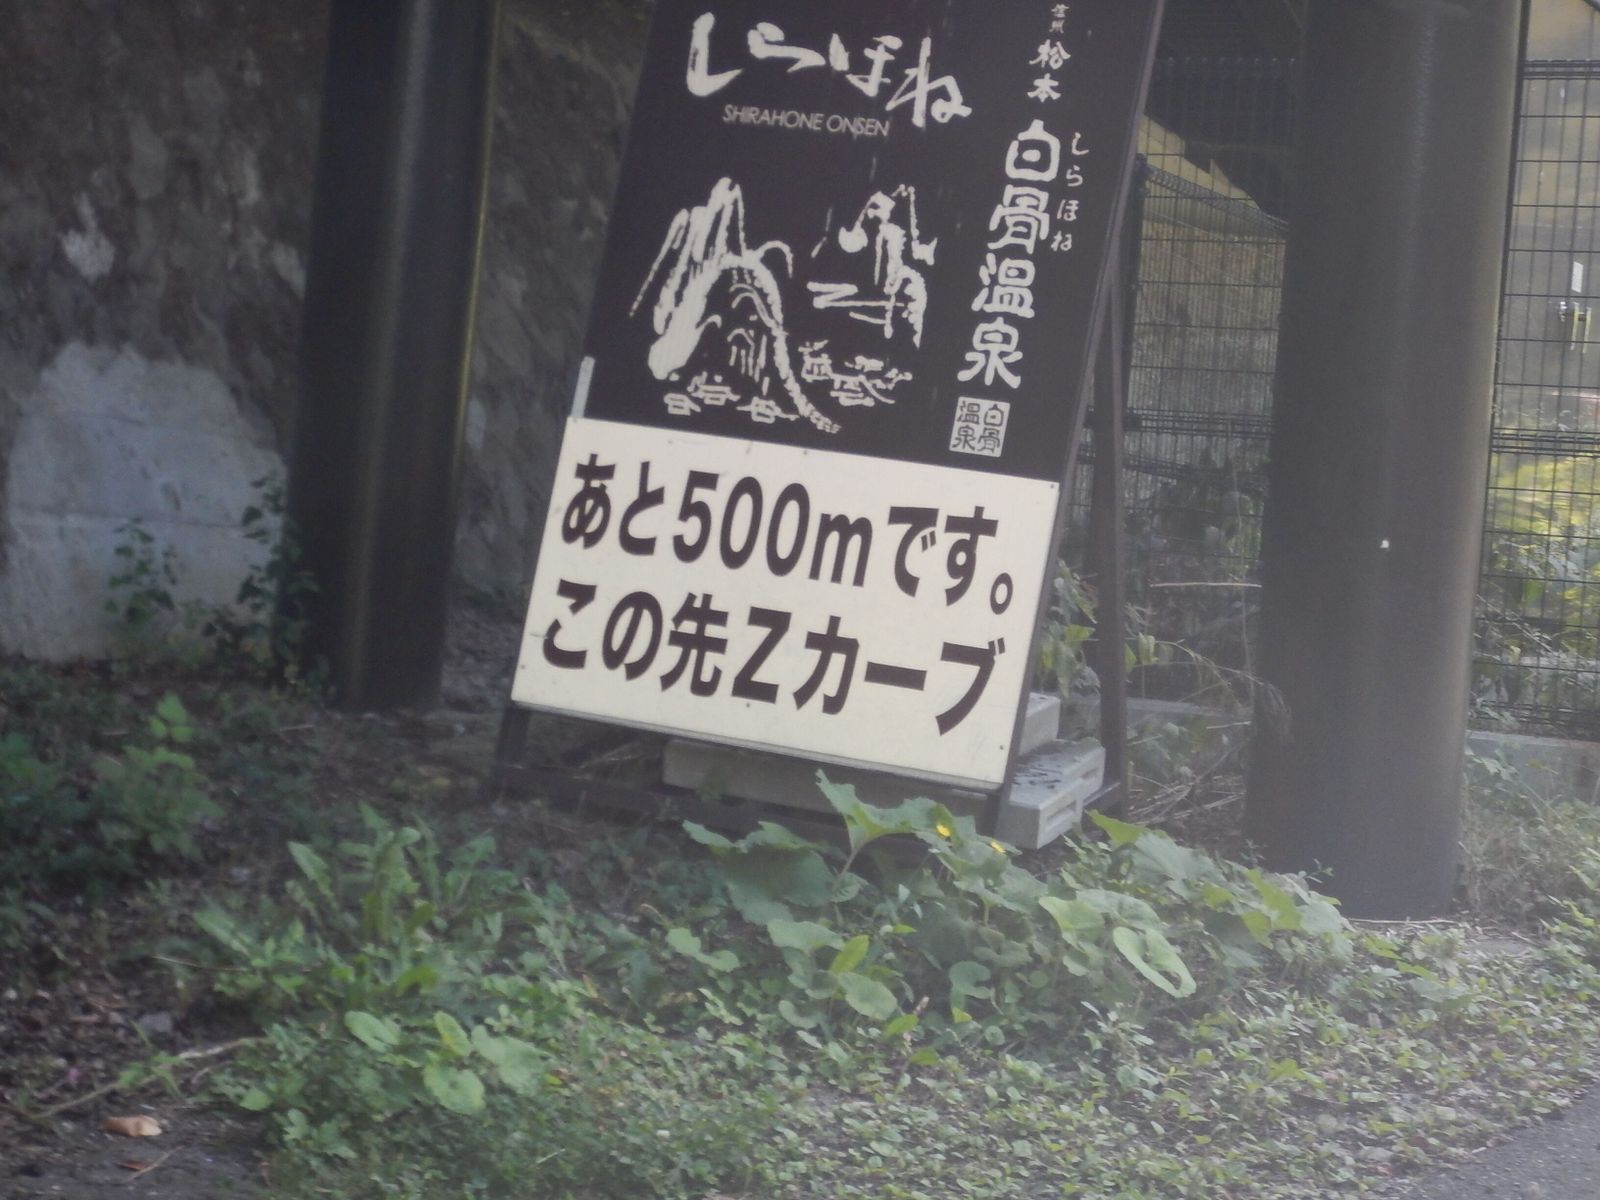 しらほね
SHIRAHONE ONSEN
信州
松本
白骨温泉
しらほね
白骨
温泉
あと500mです。
この先Zカーブ